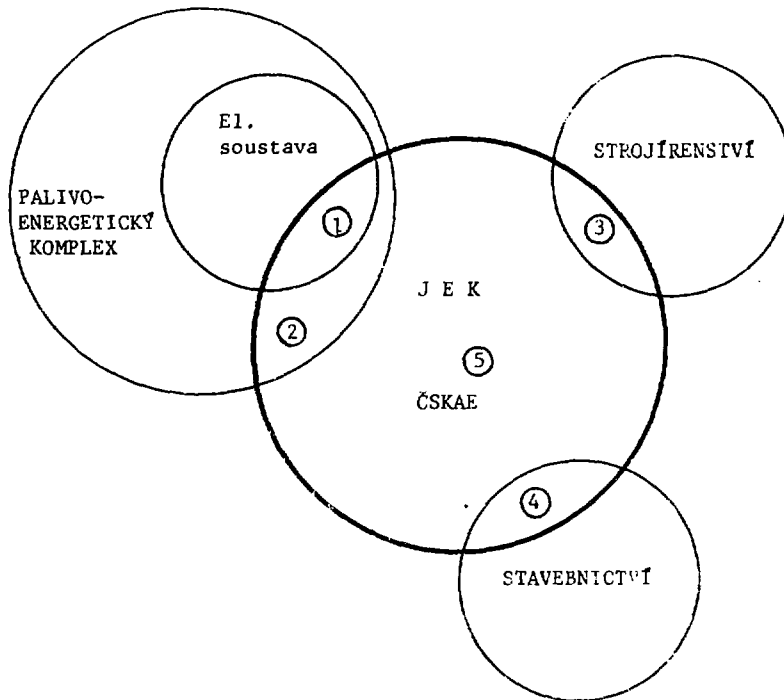 El.
soustava
STROJÍRENSTVÍ
PALIVO-
ENERGETICKÝ
KOMPLEX
1
3
J E K
2
5
ČSKAE
4
STAVEBNICTVÍ